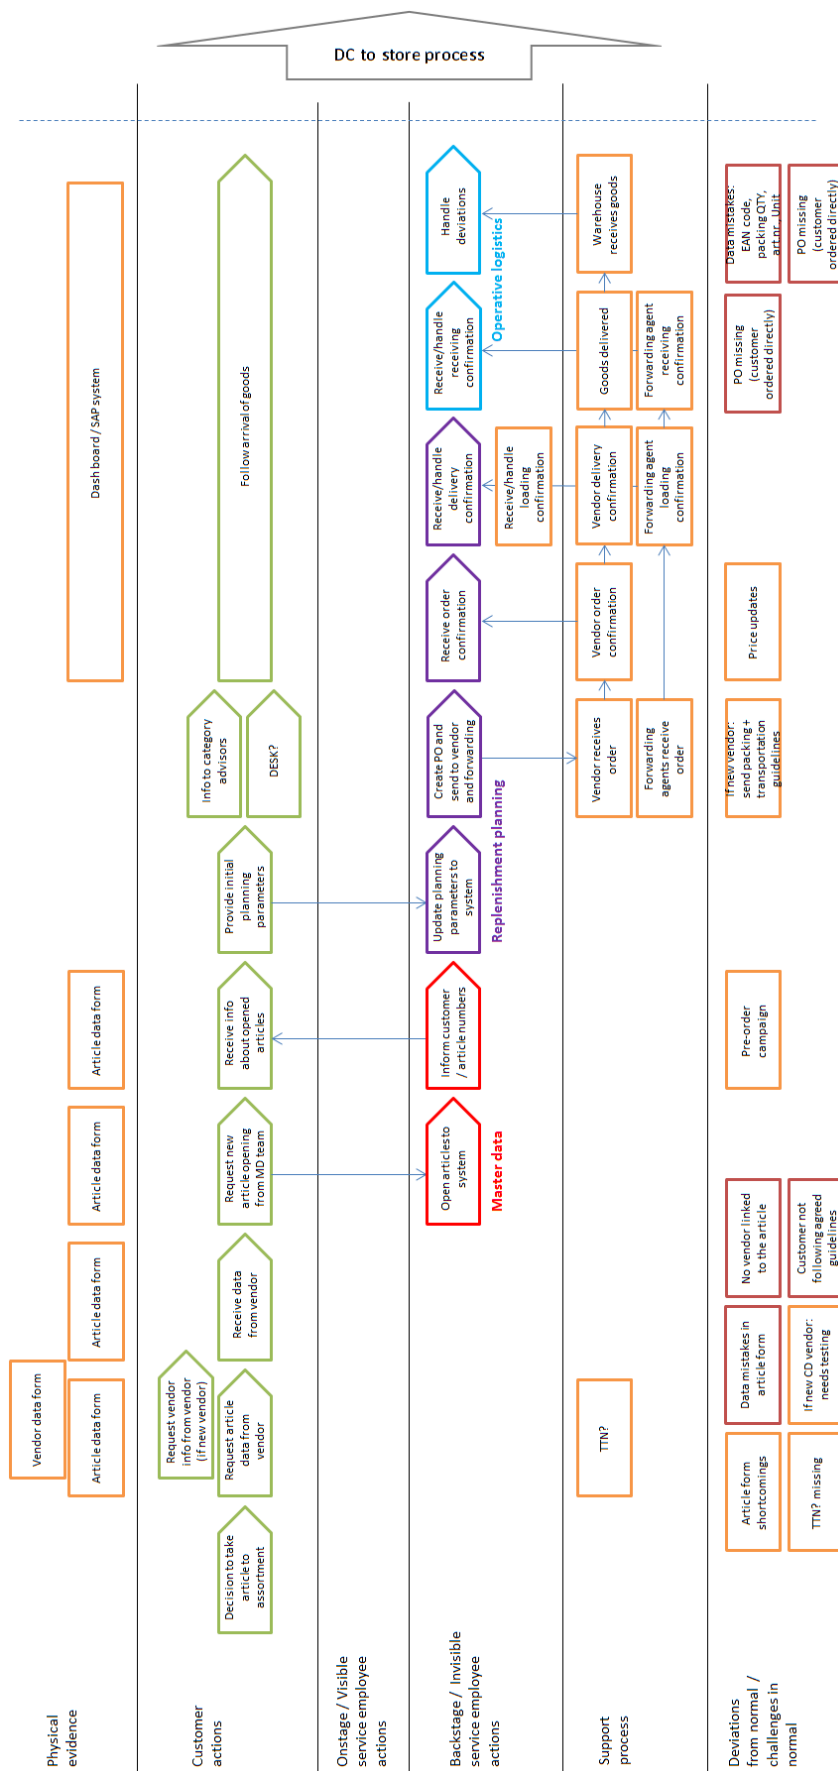 DC to store process
Physical
evidence
Vendor data form
Article data form
Article data form
Article data form
Article data form
Dash board / SAP system
Customer
actions
Decision to take
article to
assortment
Request vendor
info from vendor
(if new vendor)
Request article
data from
vendor
Receive data
from vendor
Request new
article opening
from MD team
Receive info
about opened
articles
Provide initial
planning
parameters
Info to category
advisors
DESK?
Follow arrival of goods
Onstage / Visible
service employee
actions
Backstage / Invisible
service employee
actions
Open articles to
system
Master data
Inform customer
/ article numbers
Update planning
parameters to
system
Replenishment planning
Create PO and
send to vendor
and forwarding
Receive order
confirmation
Receive/handle
delivery
confirmation
Receive/handle
loading
confirmation
Receive/handle
receiving
confirmation
Operative logistics
Handle
deviations
Support
process
TTN?
Vendor receives
order
Forwarding
agents receive
order
Vendor order
confirmation
Vendor delivery
confirmation
Forwarding agent
loading
confirmation
Goods delivered
Forwarding agent
receiving
confirmation
Warehouse
receives goods
Deviations
from normal /
challenges in
normal
Article form
shortcomings
TTN? missing
Data mistakes in
article form
If new CD vendor:
needs testing
No vendor linked
to the article
Customer not
following agreed
guidelines
Pre-order
campaign
If new vendor:
send packing +
transportation
guidelines
Price updates
PO missing
(customer
ordered directly)
Data mistakes:
EAN code,
packing QTY,
art.nr., Unit
PO missing
(customer
ordered directly)